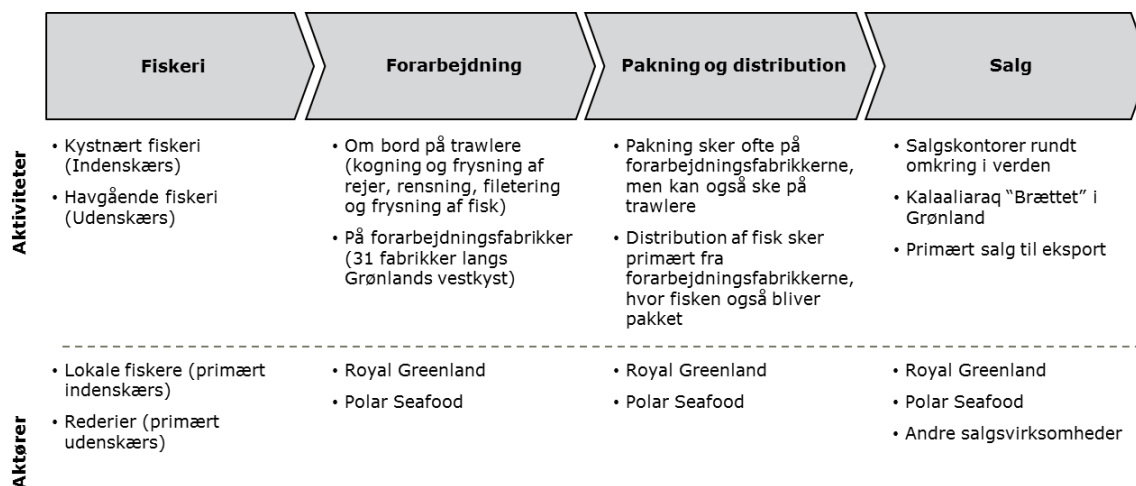 Fiskeri
Forarbejdning
Pakning og distribution
Salg
Aktiviteter
• Kystnært fiskeri
(Indenskærs)
• Havgående fiskeri
(Udenskærs)
• Om bord på trawlere
(kogning og frysning af
rejer, rensning, filetering
og frysning af fisk)
• På forarbejdningsfabrikker
(31 fabrikker langs
Grønlands vestkyst)
• Pakning sker ofte på
forarbejdningsfabrikkerne,
men kan også ske på
trawlere
• Distribution af fisk sker
primært fra
forarbejdningsfabrikkerne,
hvor fisken også bliver
pakket
• Salgskontorer rundt
omkring i verden
• Kalaaliaraq “Brættet” i
Grønland
• Primært salg til eksport
Aktører
• Lokale fiskere (primært
indenskærs)
• Rederier (primært
udenskærs)
• Royal Greenland
• Polar Seafood
• Royal Greenland
• Polar Seafood
• Royal Greenland
• Polar Seafood
• Andre salgsvirksomheder